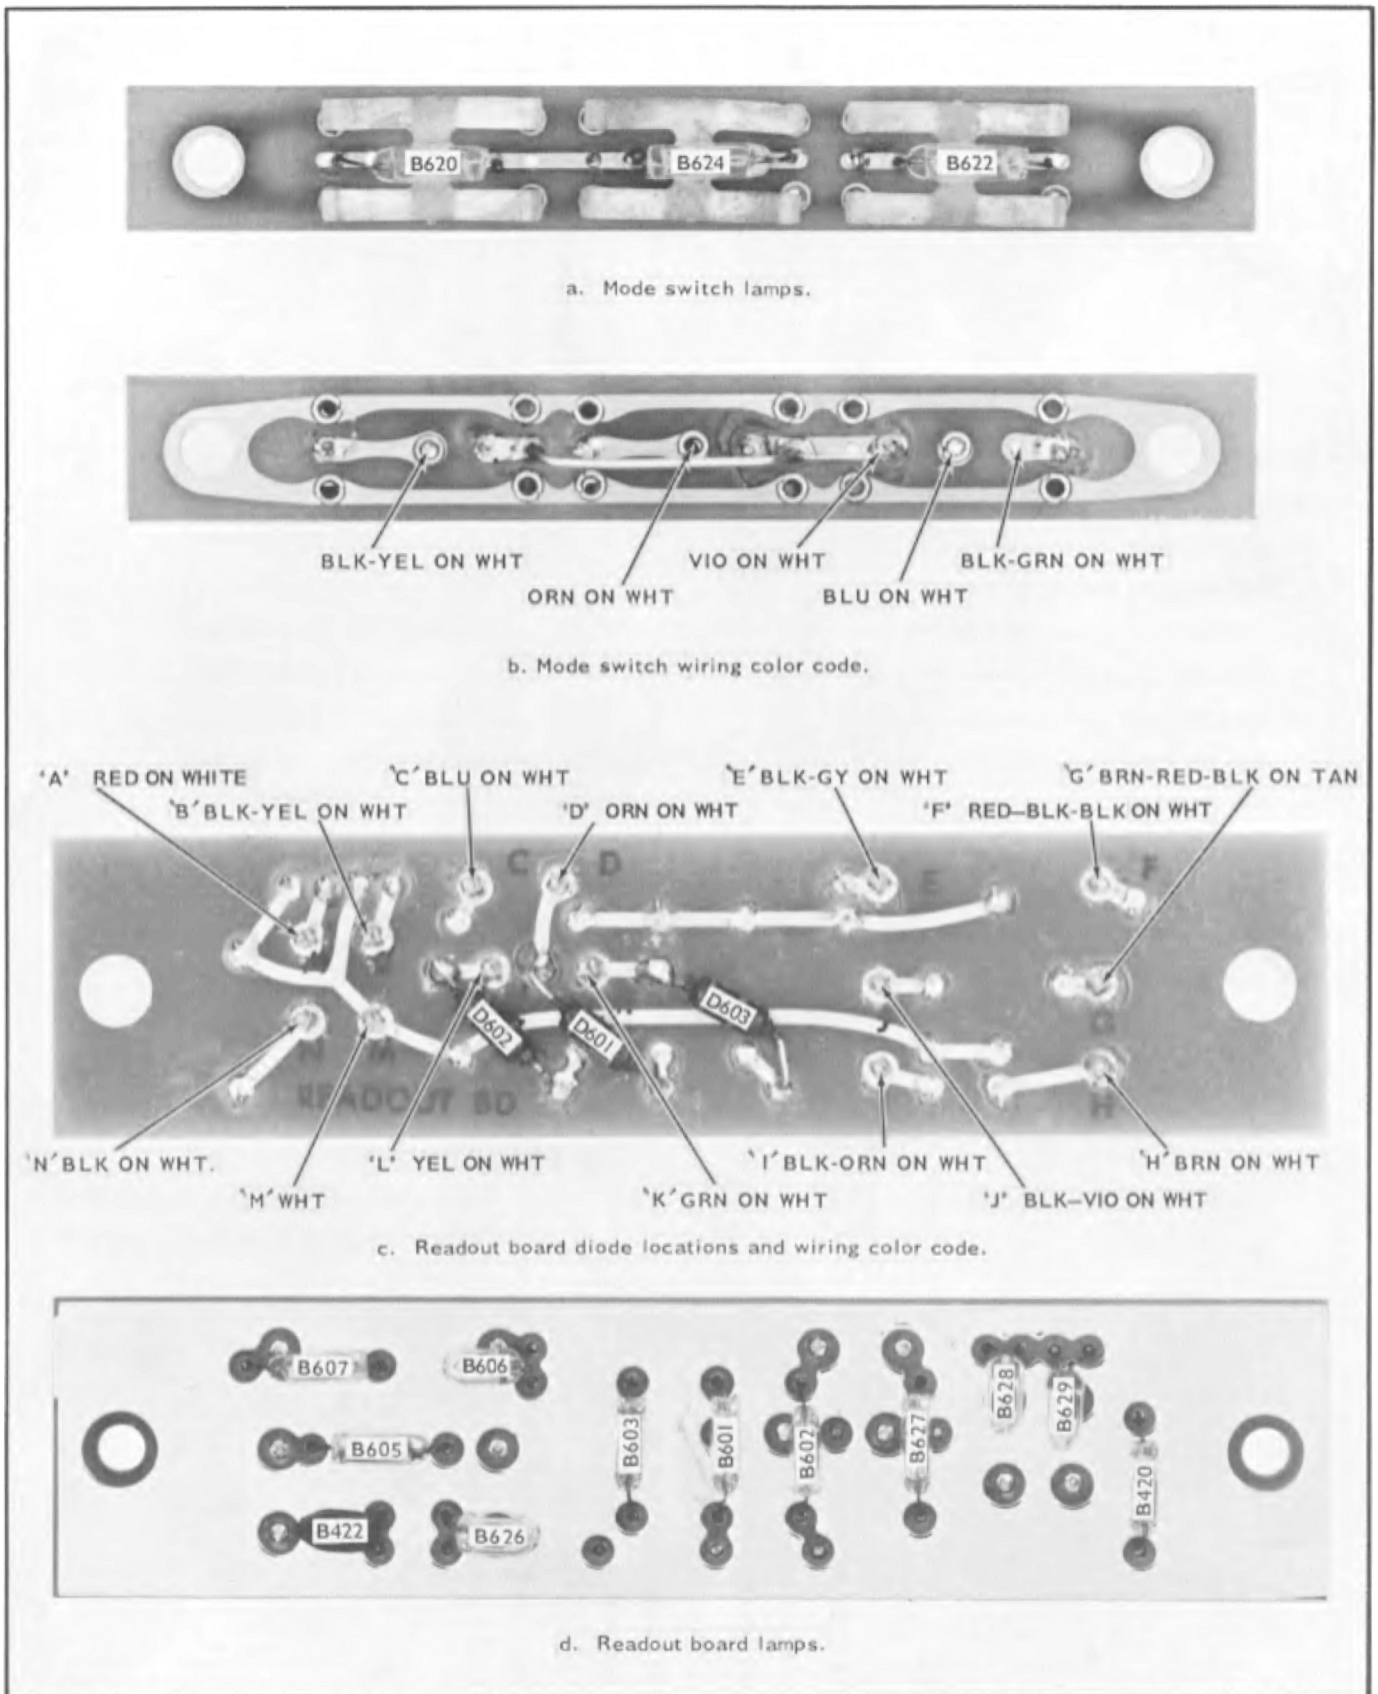 B620 B624 B622
a. Mode switch lamps.
BLK-YEL ON WHT VIO ON WHT BLK-GRN ON WHT
ORN ON WHT BLU ON WHT
b. Mode switch wiring color code.
'A' RED ON WHITE 'C' BLU ON WHT 'E' BLK-GY ON WHT 'G' BRN-RED-BLK ON TAN
'B' BLK-YEL ON WHT 'D' ORN ON WHT 'F' RED–BLK-BLK ON WHT
C D E F
D602 D601 D603
N M G
READOUT BD H
'N' BLK ON WHT. 'L' YEL ON WHT 'I' BLK-ORN ON WHT 'H' BRN ON WHT
'M' WHT 'K' GRN ON WHT 'J' BLK–VIO ON WHT
c. Readout board diode locations and wiring color code.
B607 B606 B628 B629
B605 B603 B601 B602 B627 B420
B422 B626
d. Readout board lamps.